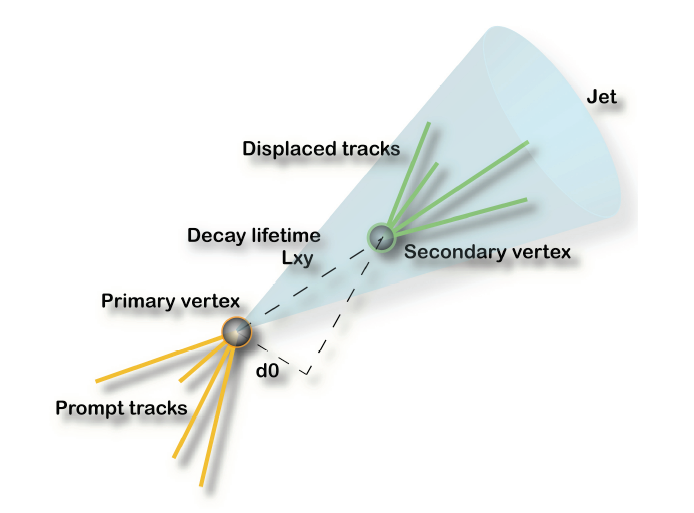 Jet
Displaced tracks
Decay lifetime
Lxy
Secondary vertex
Primary vertex
d0
Prompt tracks